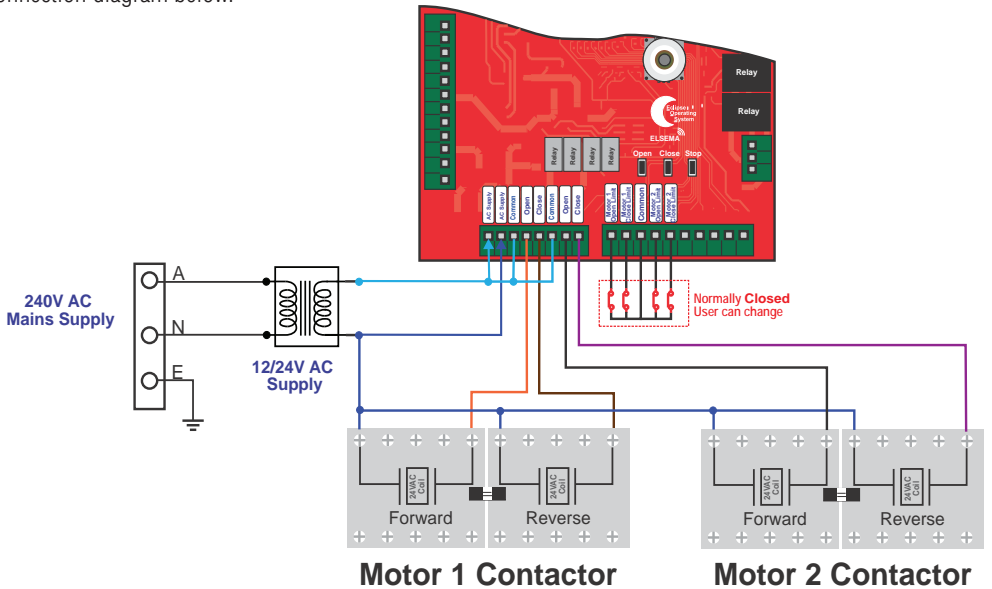 onnection diagram below.
Relay
Relay
Eclipse
Operating
System
ELSEMA
Relay
Relay
Relay
Relay
Open Close Stop
AC Supply
AC Supply
Common
Open
Close
Common
Open
Close
Motor 1
Open Limit
Motor 1
Close Limit
Common
Motor 2
Open Limit
Motor 2
Close Limit
A
240V AC
Mains Supply
N
E
12/24V AC
Supply
Normally Closed
User can change
24VAC
Coil
Forward
24VAC
Coil
Reverse
24VAC
Coil
Forward
24VAC
Coil
Reverse
Motor 1 Contactor
Motor 2 Contactor